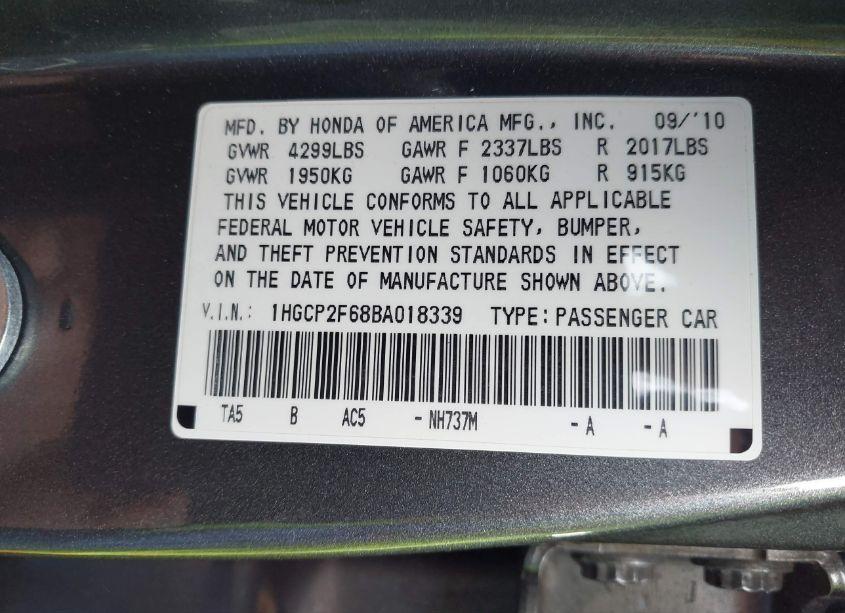 MFD. BY HONDA OF AMERICA MFG., INC. 09/'10
GVWR 4299LBS GAWR F 2337LBS R 2017LBS
GVWR 1950KG GAWR F 1060KG R 915KG
THIS VEHICLE CONFORMS TO ALL APPLICABLE
FEDERAL MOTOR VEHICLE SAFETY, BUMPER,
AND THEFT PREVENTION STANDARDS IN EFFECT
ON THE DATE OF MANUFACTURE SHOWN ABOVE.
V.I.N.: 1HGCP2F68BA018339 TYPE: PASSENGER CAR
TA5 B AC5 - NH737M - A - A